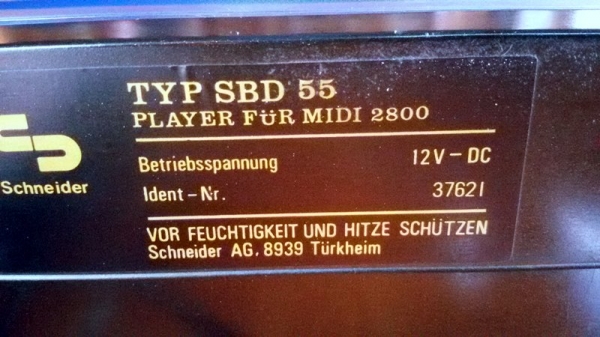 TYP SBD 55
PLAYER FÜR MIDI 2800
Betriebsspannung 12V – DC
Schneider
Ident – Nr. 37621
VOR FEUCHTIGKEIT UND HITZE SCHÜTZEN
Schneider AG, 8939 Türkheim